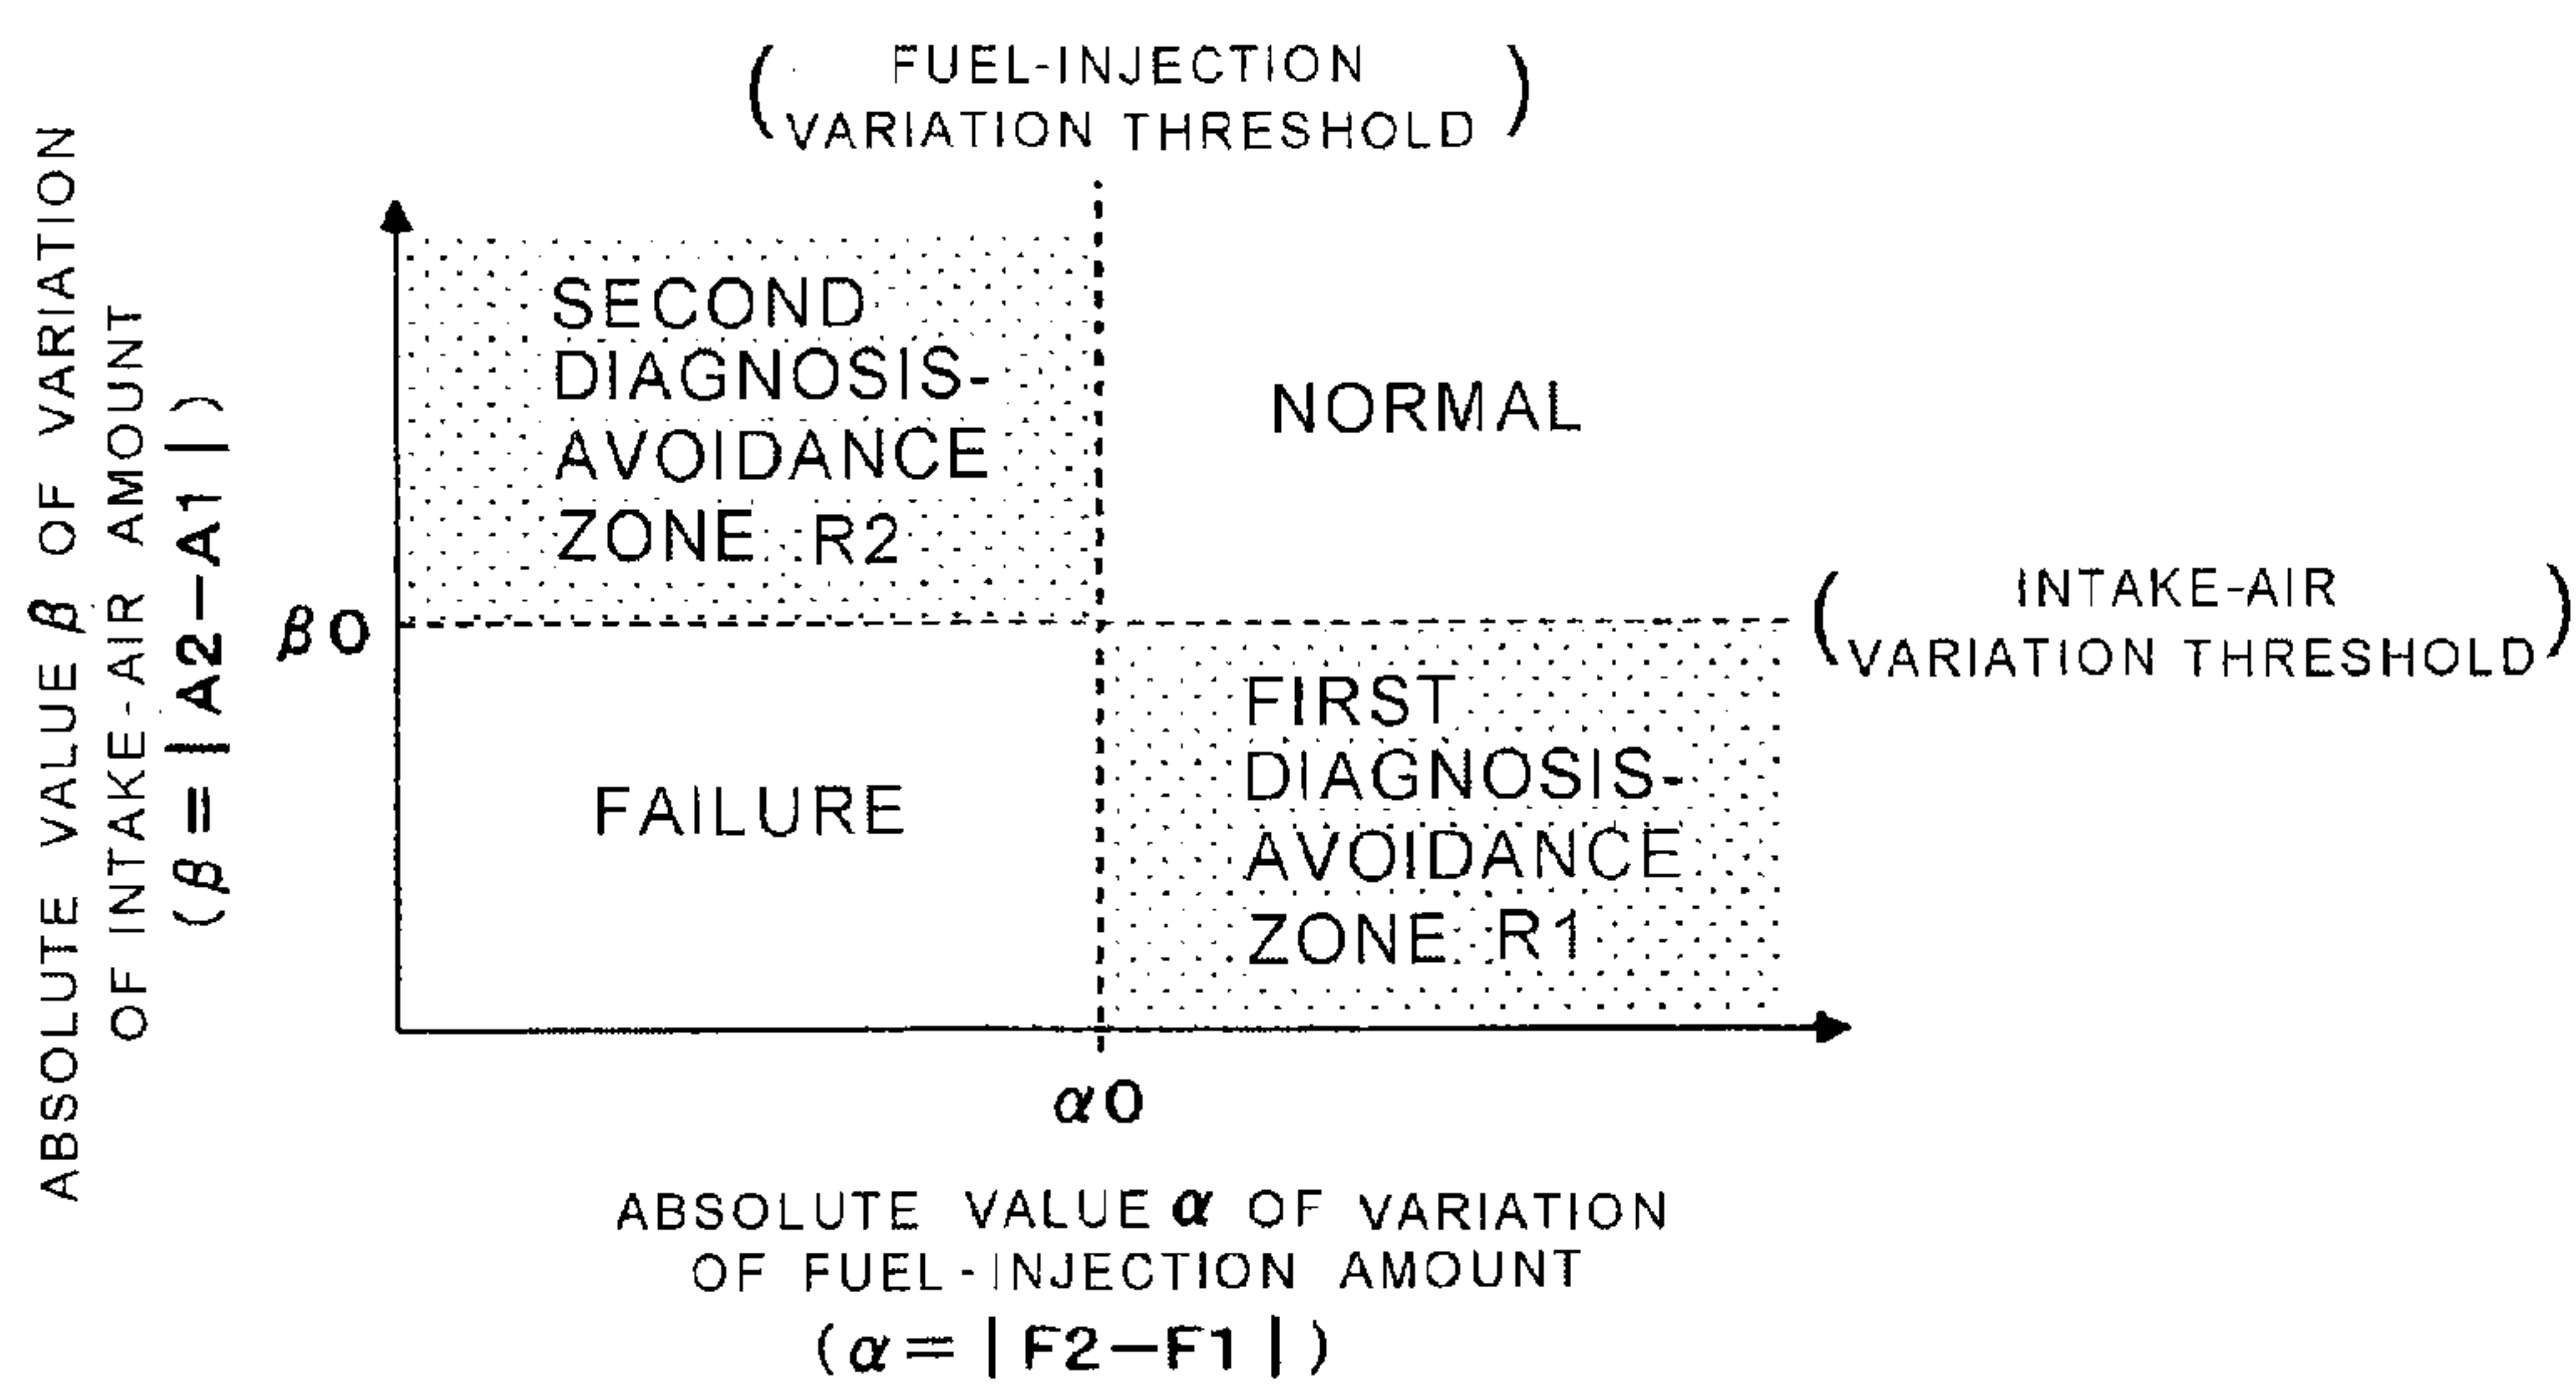 ( FUEL-INJECTION
VARIATION THRESHOLD )
ABSOLUTE VALUE β OF VARIATION
OF INTAKE-AIR AMOUNT
(β=|A2−A1|)
SECOND
DIAGNOSIS-
AVOIDANCE
ZONE R2
NORMAL
β0
( INTAKE-AIR
VARIATION THRESHOLD )
FAILURE
FIRST
DIAGNOSIS-
AVOIDANCE
ZONE R1
α0
ABSOLUTE VALUE α OF VARIATION
OF FUEL-INJECTION AMOUNT
(α=|F2−F1|)